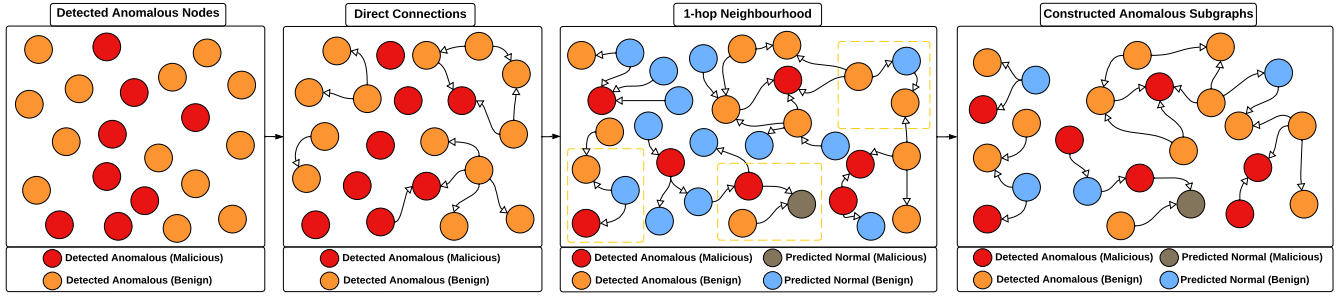 Detected Anomalous Nodes
Direct Connections
1-hop Neighbourhood
Constructed Anomalous Subgraphs
Detected Anomalous (Malicious)
Detected Anomalous (Benign)
Detected Anomalous (Malicious)
Detected Anomalous (Benign)
Detected Anomalous (Malicious)
Predicted Normal (Malicious)
Detected Anomalous (Benign)
Predicted Normal (Benign)
Detected Anomalous (Malicious)
Predicted Normal (Malicious)
Detected Anomalous (Benign)
Predicted Normal (Benign)